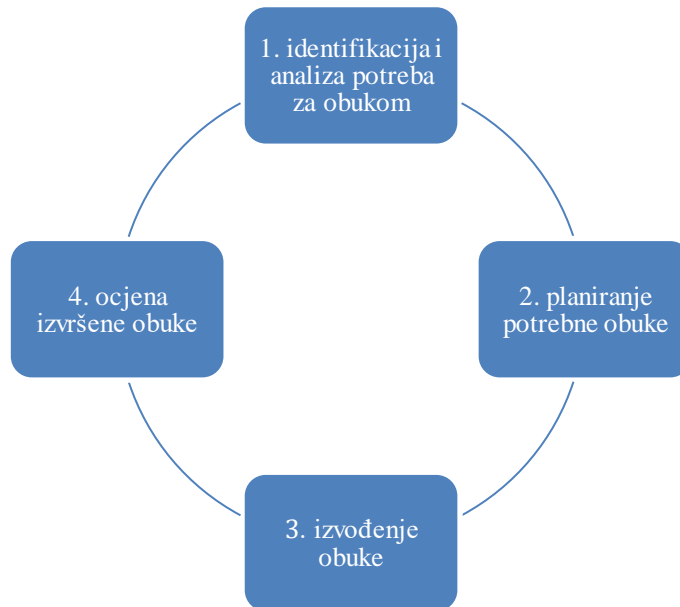 1. identifikacija i
analiza potreba
za obukom
2. planiranje
potrebne obuke
3. izvođenje
obuke
4. ocjena
izvršene obuke